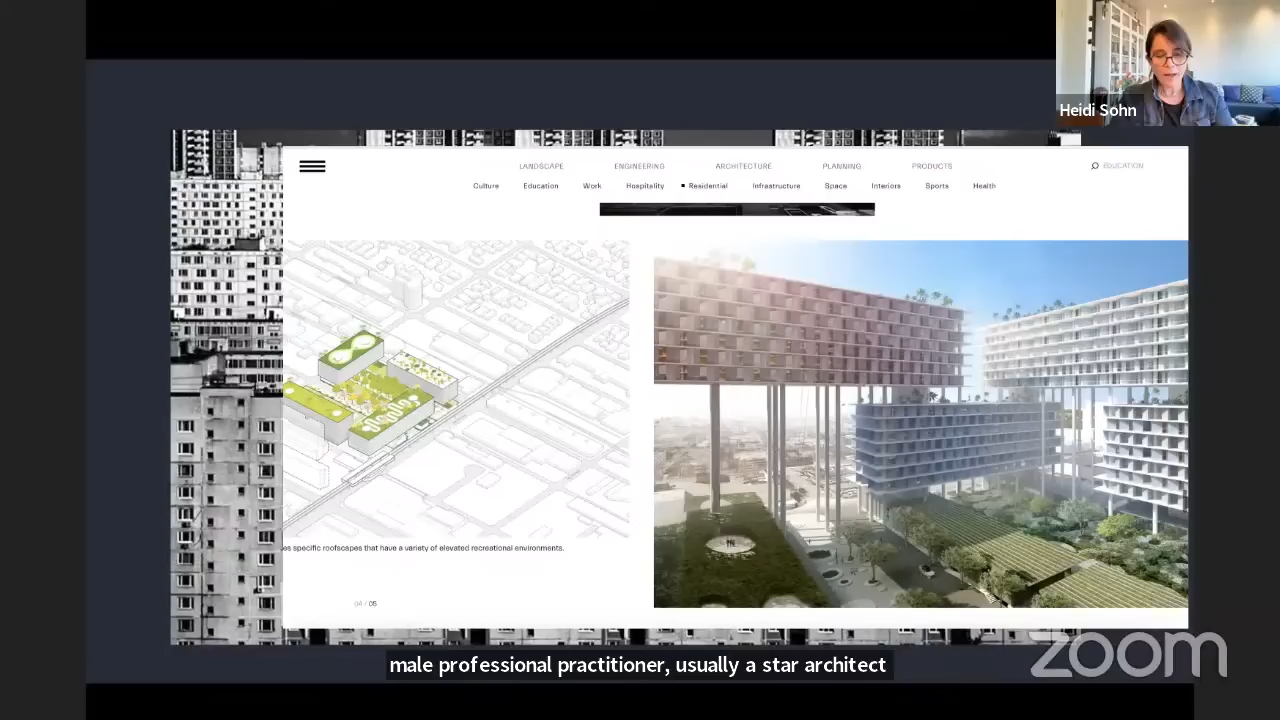 Heidi Sohn
LANDSCAPE ENGINEERING ARCHITECTURE PLANNING PRODUCTS EDUCATION
Culture Education Work Hospitality Residential Infrastructure Space Interiors Sports Health
specific roofscapes that have a variety of elevated recreational environments.
04 / 05
male professional practitioner, usually a star architect
zoom